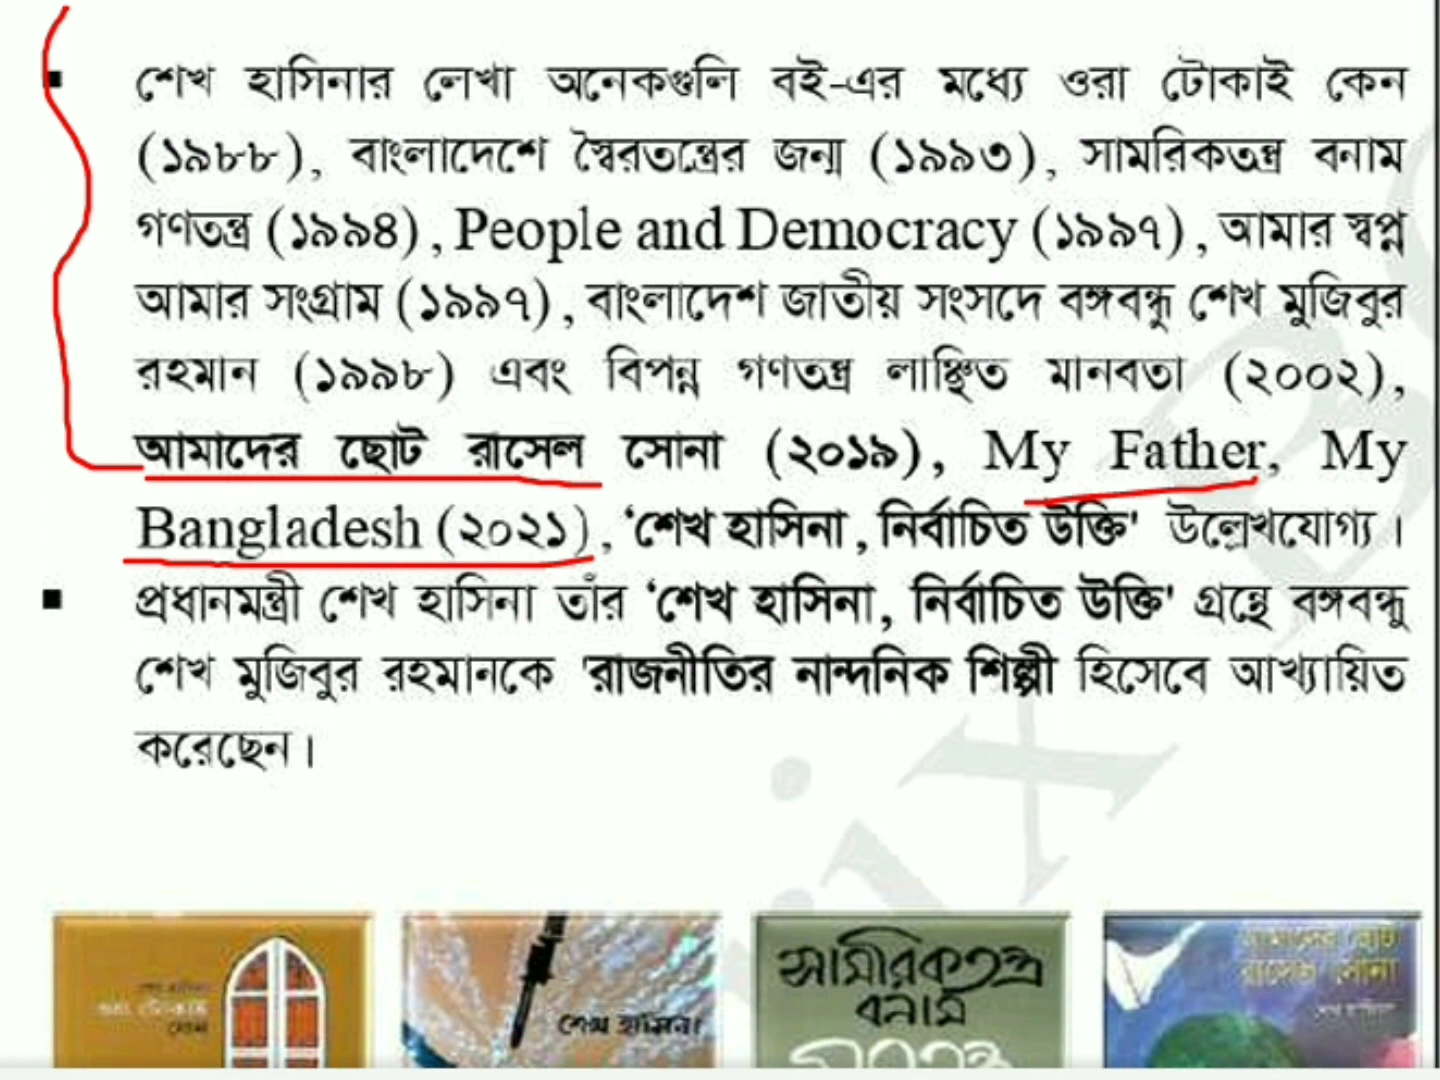 শেখ হাসিনার লেখা অনেকগুলি বই-এর মধ্যে ওরা টোকাই কেন
(১৯৮৮), বাংলাদেশে স্বৈরতন্ত্রের জন্ম (১৯৯৩), সামরিকতন্ত্র বনাম
গণতন্ত্র (১৯৯৪), People and Democracy (১৯৯৭), আমার স্বপ্ন
আমার সংগ্রাম (১৯৯৭), বাংলাদেশ জাতীয় সংসদে বঙ্গবন্ধু শেখ মুজিবুর
রহমান (১৯৯৮) এবং বিপন্ন গণতন্ত্র লাঞ্ছিত মানবতা (২০০২),
আমাদের ছোট রাসেল সোনা (২০১৯), My Father, My
Bangladesh (২০২১), ‘শেখ হাসিনা, নির্বাচিত উক্তি' উল্লেখযোগ্য।
প্রধানমন্ত্রী শেখ হাসিনা তাঁর ‘শেখ হাসিনা, নির্বাচিত উক্তি' গ্রন্থে বঙ্গবন্ধু
শেখ মুজিবুর রহমানকে 'রাজনীতির নান্দনিক শিল্পী হিসেবে আখ্যায়িত
করেছেন।
শেখ হাসিনা
ওরা টোকাই
কেন
শেখ হাসিনা
সামরিকতন্ত্র
বনাম
গণতন্ত্র
আমাদের ছোট
রাসেল সোনা
শেখ হাসিনা